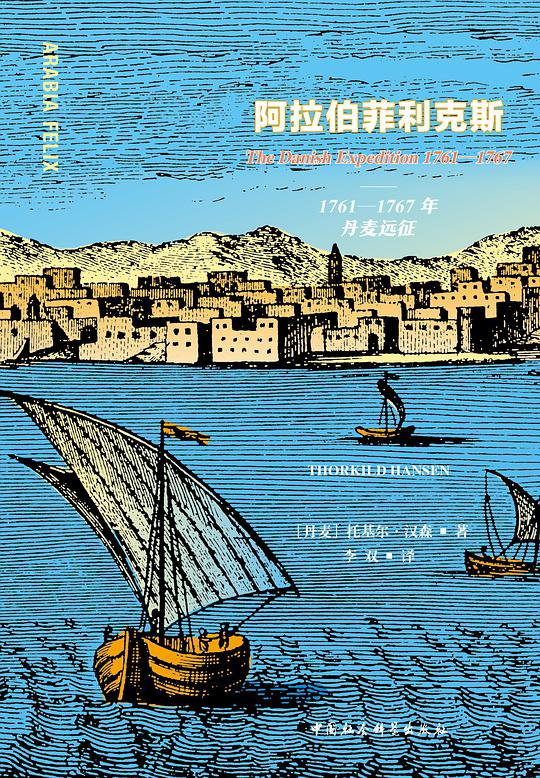 ARABIA FELIX
阿拉伯菲利克斯
The Danish Expedition 1761—1767
1761—1767 年
丹麦远征
THORKILD HANSEN
[丹麦] 托基尔·汉森 ■ 著
李 双 ■ 译
中国社会科学出版社